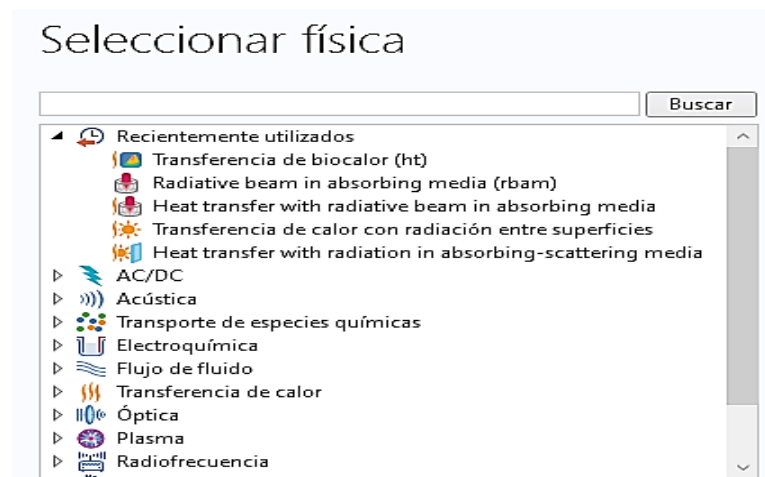 Seleccionar física
Buscar
Recientemente utilizados
Transferencia de biocalor (ht)
Radiative beam in absorbing media (rbam)
Heat transfer with radiative beam in absorbing media
Transferencia de calor con radiación entre superficies
Heat transfer with radiation in absorbing-scattering media
AC/DC
Acústica
Transporte de especies químicas
Electroquímica
Flujo de fluido
Transferencia de calor
Óptica
Plasma
Radiofrecuencia